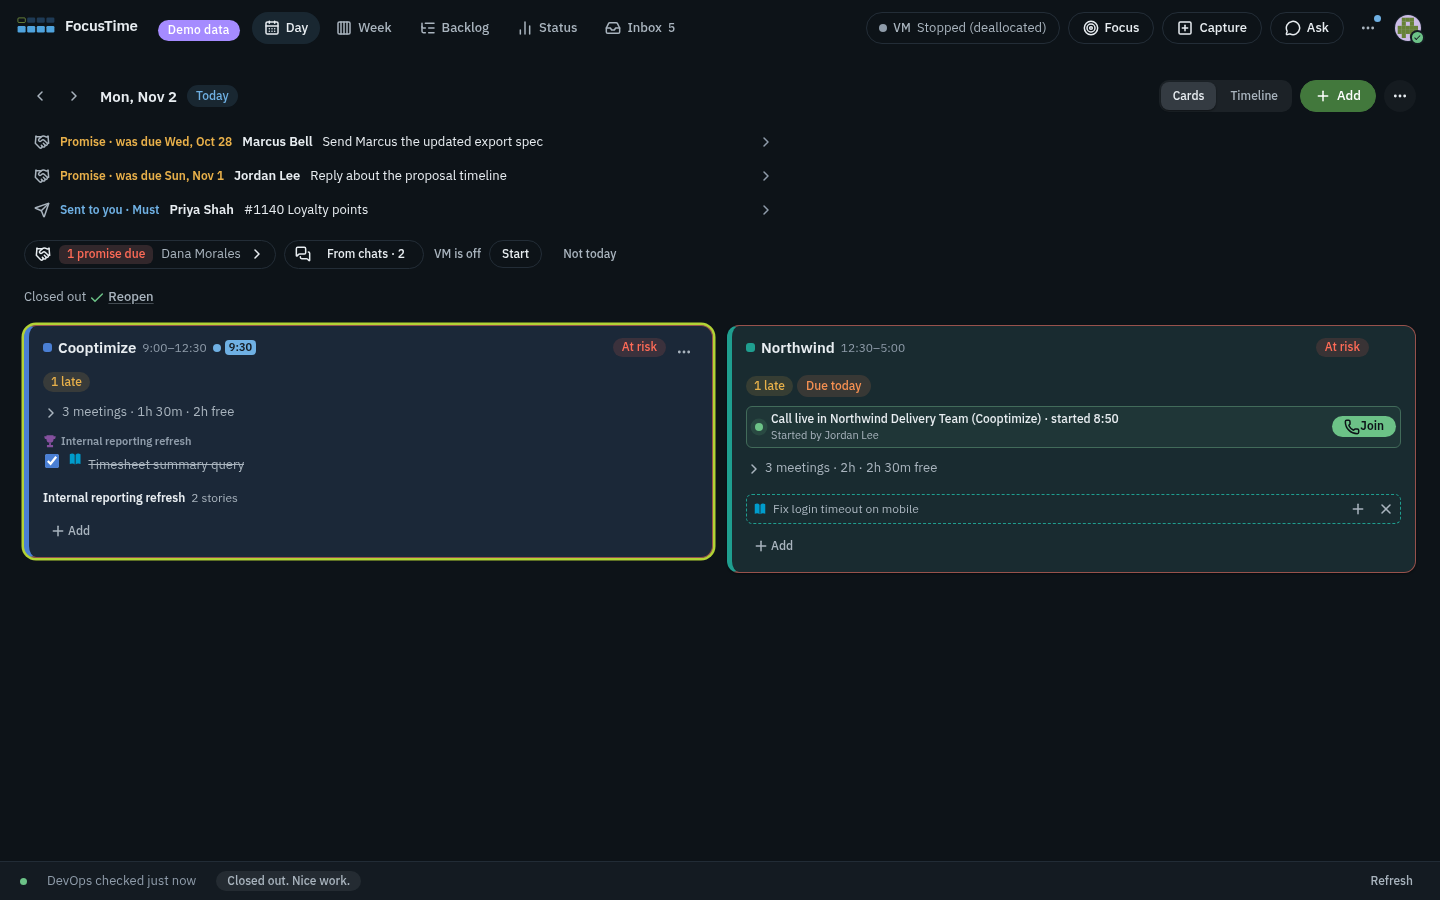 FocusTime
Demo data
Day
Week
Backlog
Status
Inbox 5
VM Stopped (deallocated)
Focus
Capture
Ask
Mon, Nov 2
Today
Cards
Timeline
Add
Promise · was due Wed, Oct 28 Marcus Bell Send Marcus the updated export spec
Promise · was due Sun, Nov 1 Jordan Lee Reply about the proposal timeline
Sent to you · Must Priya Shah #1140 Loyalty points
1 promise due Dana Morales
From chats · 2
VM is off
Start
Not today
Closed out Reopen
Cooptimize 9:00–12:30 9:30
At risk
1 late
3 meetings · 1h 30m · 2h free
Internal reporting refresh
Timesheet summary query
Internal reporting refresh 2 stories
Add
Northwind 12:30–5:00
At risk
1 late
Due today
Call live in Northwind Delivery Team (Cooptimize) · started 8:50
Started by Jordan Lee
Join
3 meetings · 2h · 2h 30m free
Fix login timeout on mobile
Add
DevOps checked just now
Closed out. Nice work.
Refresh